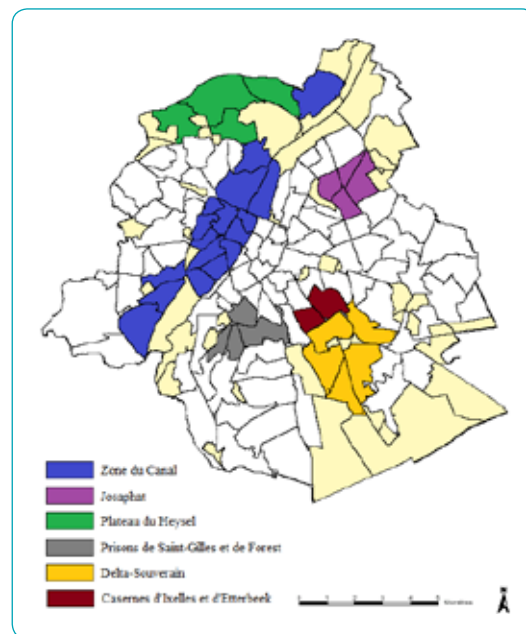 Zone du Canal
Josaphat
Plateau du Heysel
Prisons de Saint-Gilles et de Forest
Delta-Souverain
Casernes d'Ixelles et d'Etterbeek